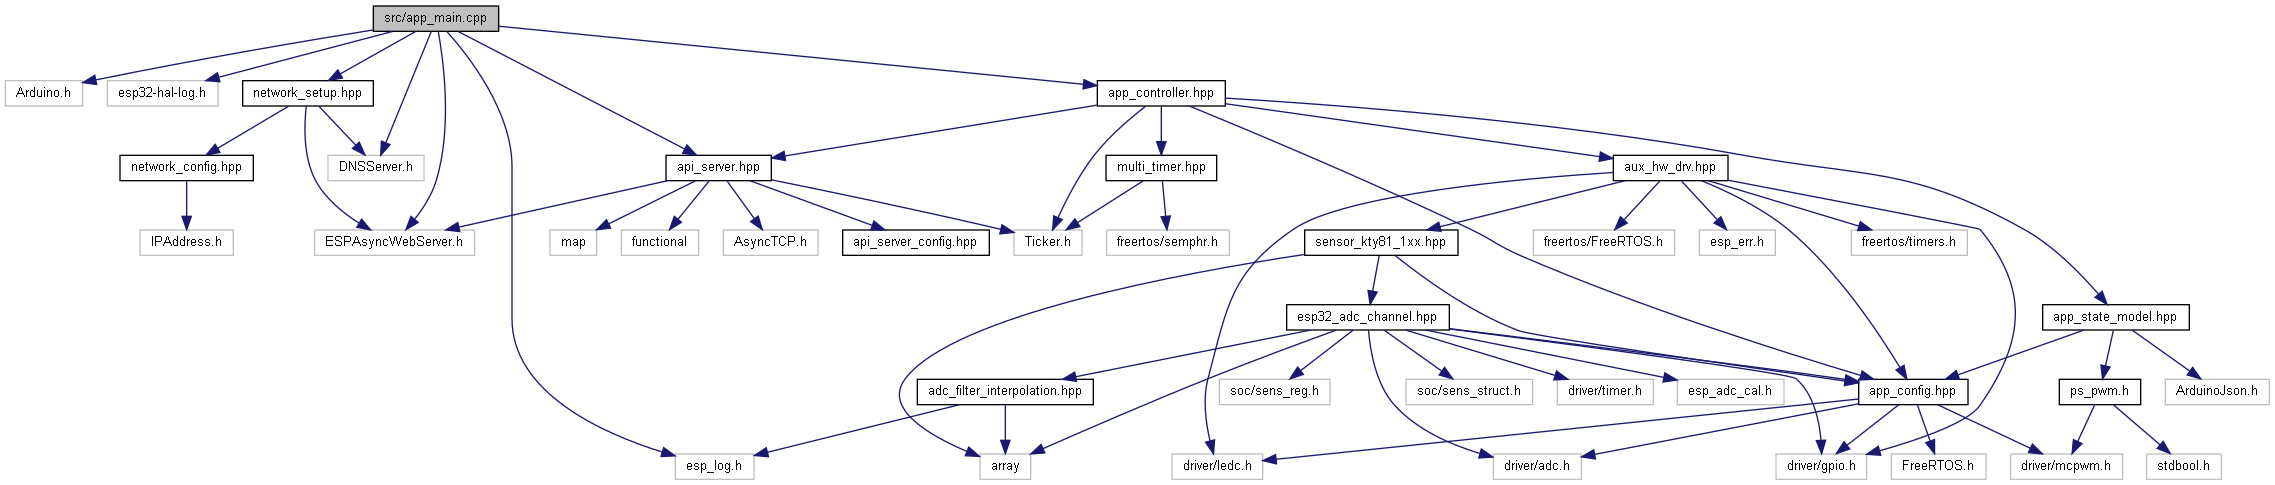 src/app_main.cpp
Arduino.h
esp32-hal-log.h
network_setup.hpp
app_controller.hpp
network_config.hpp
DNSServer.h
api_server.hpp
multi_timer.hpp
aux_hw_drv.hpp
IPAddress.h
ESPAsyncWebServer.h
map
functional
AsyncTCP.h
api_server_config.hpp
Ticker.h
freertos/semphr.h
sensor_kty81_1xx.hpp
freertos/FreeRTOS.h
esp_err.h
freertos/timers.h
esp32_adc_channel.hpp
app_state_model.hpp
adc_filter_interpolation.hpp
soc/sens_reg.h
soc/sens_struct.h
driver/timer.h
esp_adc_cal.h
app_config.hpp
ps_pwm.h
ArduinoJson.h
esp_log.h
array
driver/ledc.h
driver/adc.h
driver/gpio.h
FreeRTOS.h
driver/mcpwm.h
stdbool.h